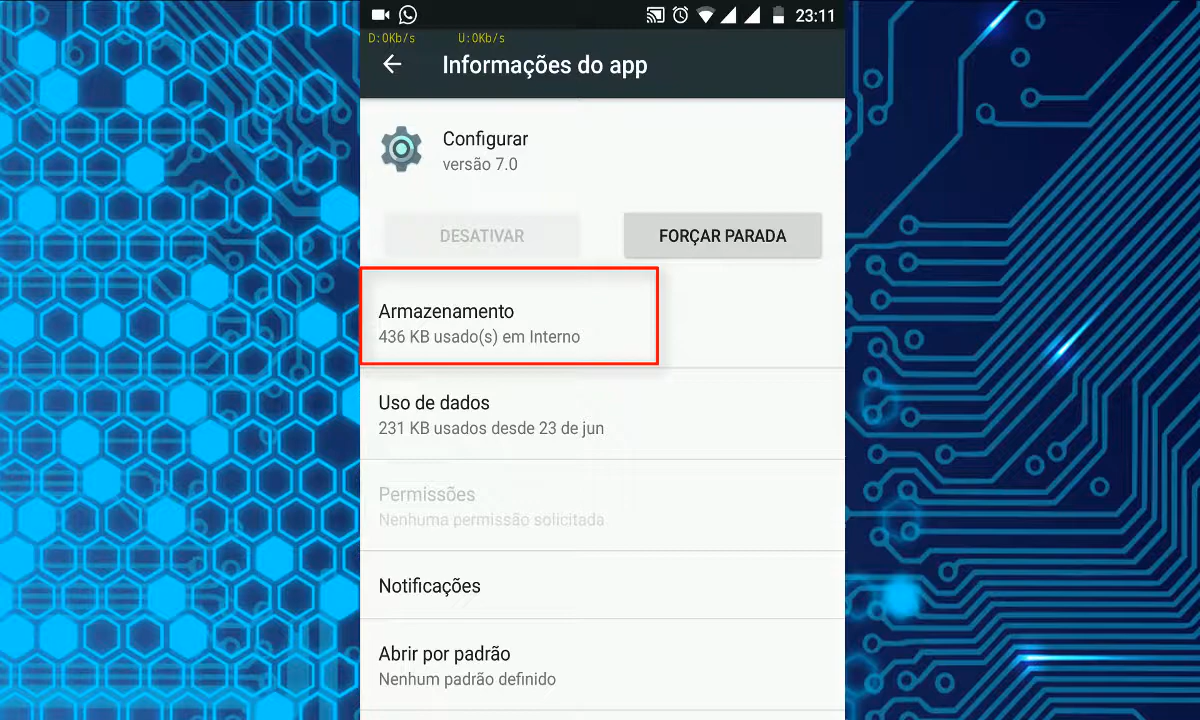 23:11
D:0Kb/s U:0Kb/s
Informações do app
Configurar
versão 7.0
DESATIVAR FORÇAR PARADA
Armazenamento
436 KB usado(s) em Interno
Uso de dados
231 KB usados desde 23 de jun
Permissões
Nenhuma permissão solicitada
Notificações
Abrir por padrão
Nenhum padrão definido